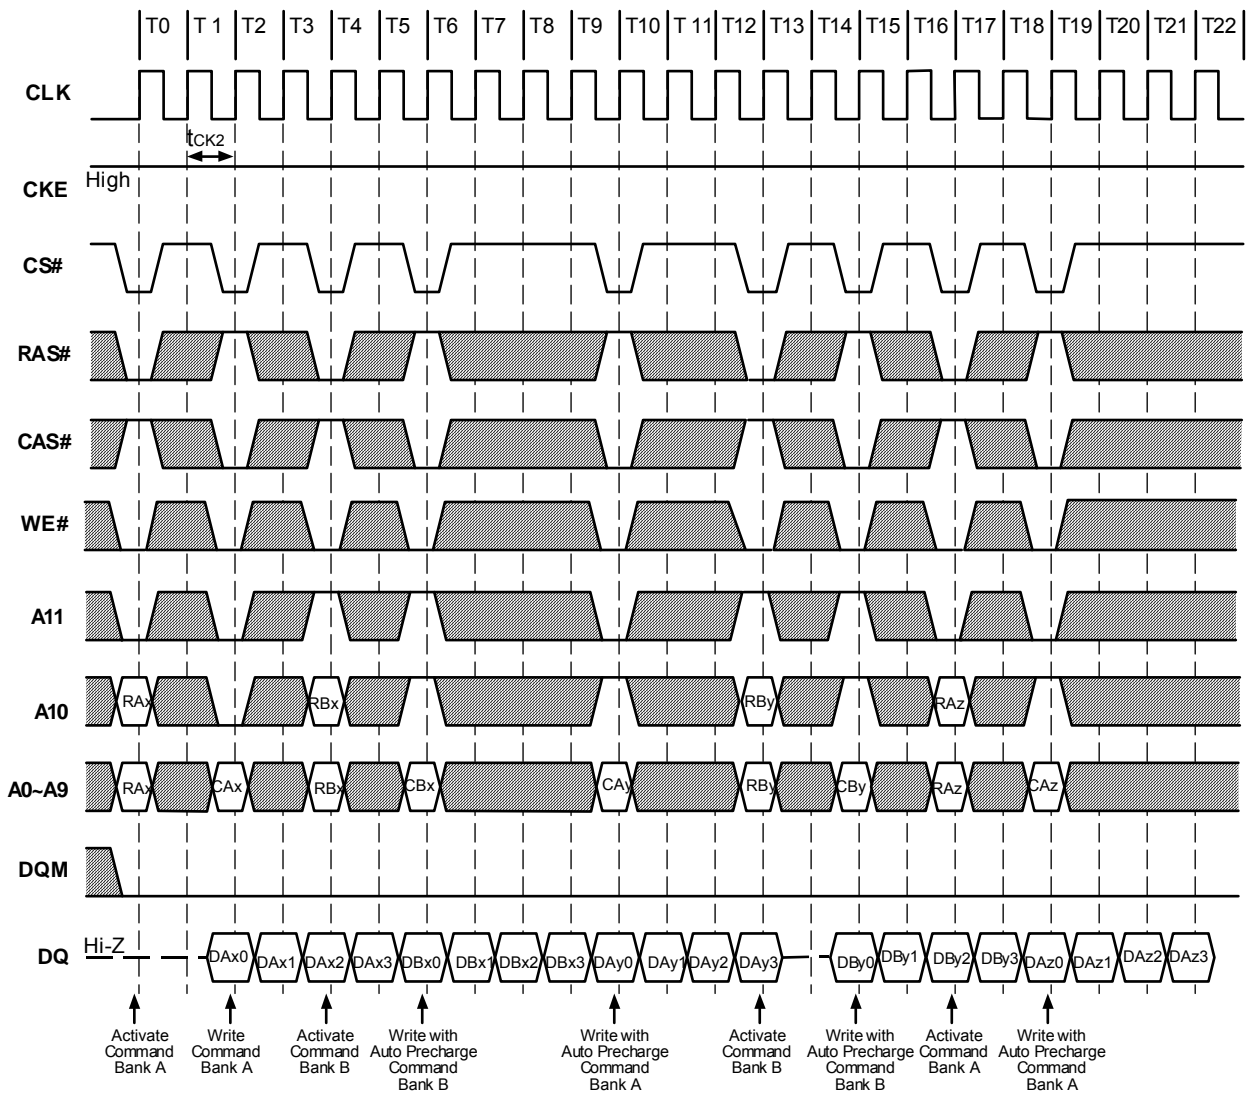 T0 T 1 T2 T3 T4 T5 T6 T7 T8 T9 T10 T 11 T12 T13 T14 T15 T16 T17 T18 T19 T20 T21 T22
CLK
tCK2
High
CKE
CS#
RAS#
CAS#
WE#
A11
A10 RAx RBx RBy RAz
A0~A9 RAx CAx RBx CBx CAy RBy CBy RAz CAz
DQM
Hi-Z
DQ DAx0 DAx1 DAx2 DAx3 DBx0 DBx1 DBx2 DBx3 DAy0 DAy1 DAy2 DAy3 DBy0 DBy1 DBy2 DBy3 DAz0 DAz1 DAz2 DAz3
Activate
Command
Bank A
Write
Command
Bank A
Activate
Command
Bank B
Write with
Auto Precharge
Command
Bank B
Write with
Auto Precharge
Command
Bank A
Activate
Command
Bank B
Write with
Auto Precharge
Command
Bank B
Activate
Command
Bank A
Write with
Auto Precharge
Command
Bank A